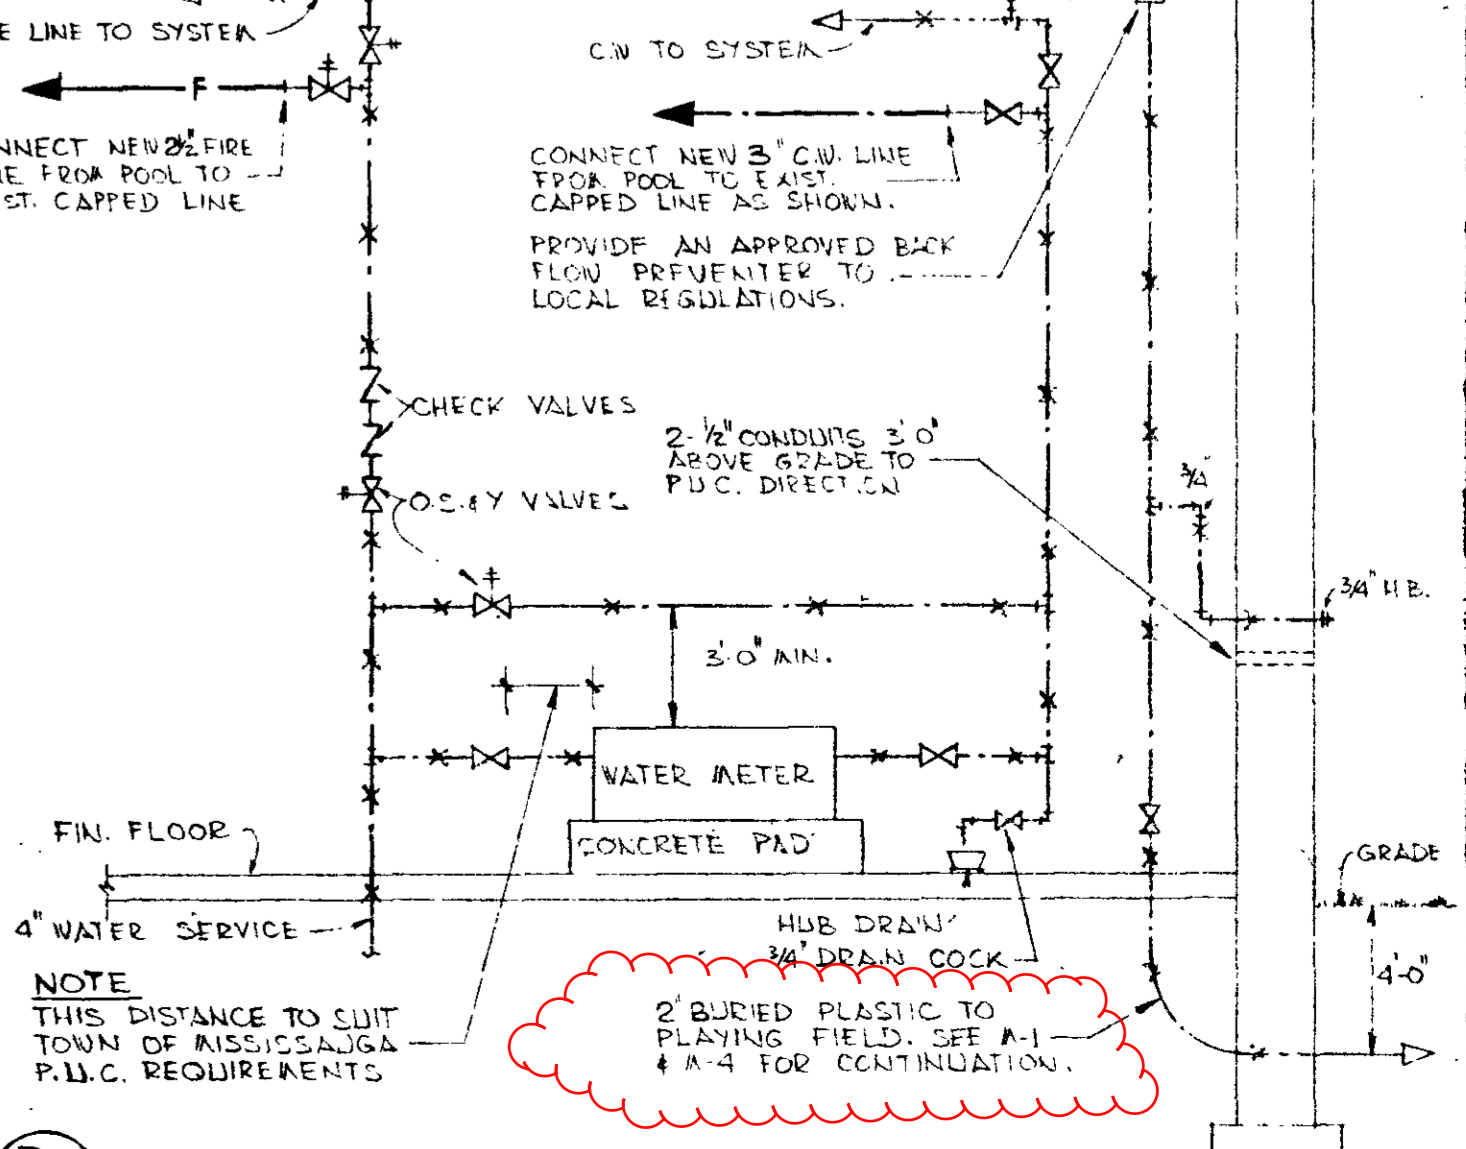 E LINE TO SYSTEM
F
NNECT NEW 2½" FIRE
NE FROM POOL TO
ST. CAPPED LINE
C.W TO SYSTEM
CONNECT NEW 3" C.W. LINE
FROM POOL TO EXIST.
CAPPED LINE AS SHOWN.
PROVIDE AN APPROVED BACK
FLOW PREVENTER TO
LOCAL REGULATIONS.
CHECK VALVES
2-½" CONDUITS 3'0"
ABOVE GRADE TO
P.U.C. DIRECTION
O.S.&Y VALVES
3/4"
3/4" H.B.
3'-0" MIN.
WATER METER
CONCRETE PAD
FIN. FLOOR
GRADE
4" WATER SERVICE
HUB DRAIN
3/4" DRAIN COCK
4'-0"
NOTE
THIS DISTANCE TO SUIT
TOWN OF MISSISSAUGA
P.U.C. REQUIREMENTS
2" BURIED PLASTIC TO
PLAYING FIELD. SEE M-1
& M-4 FOR CONTINUATION.